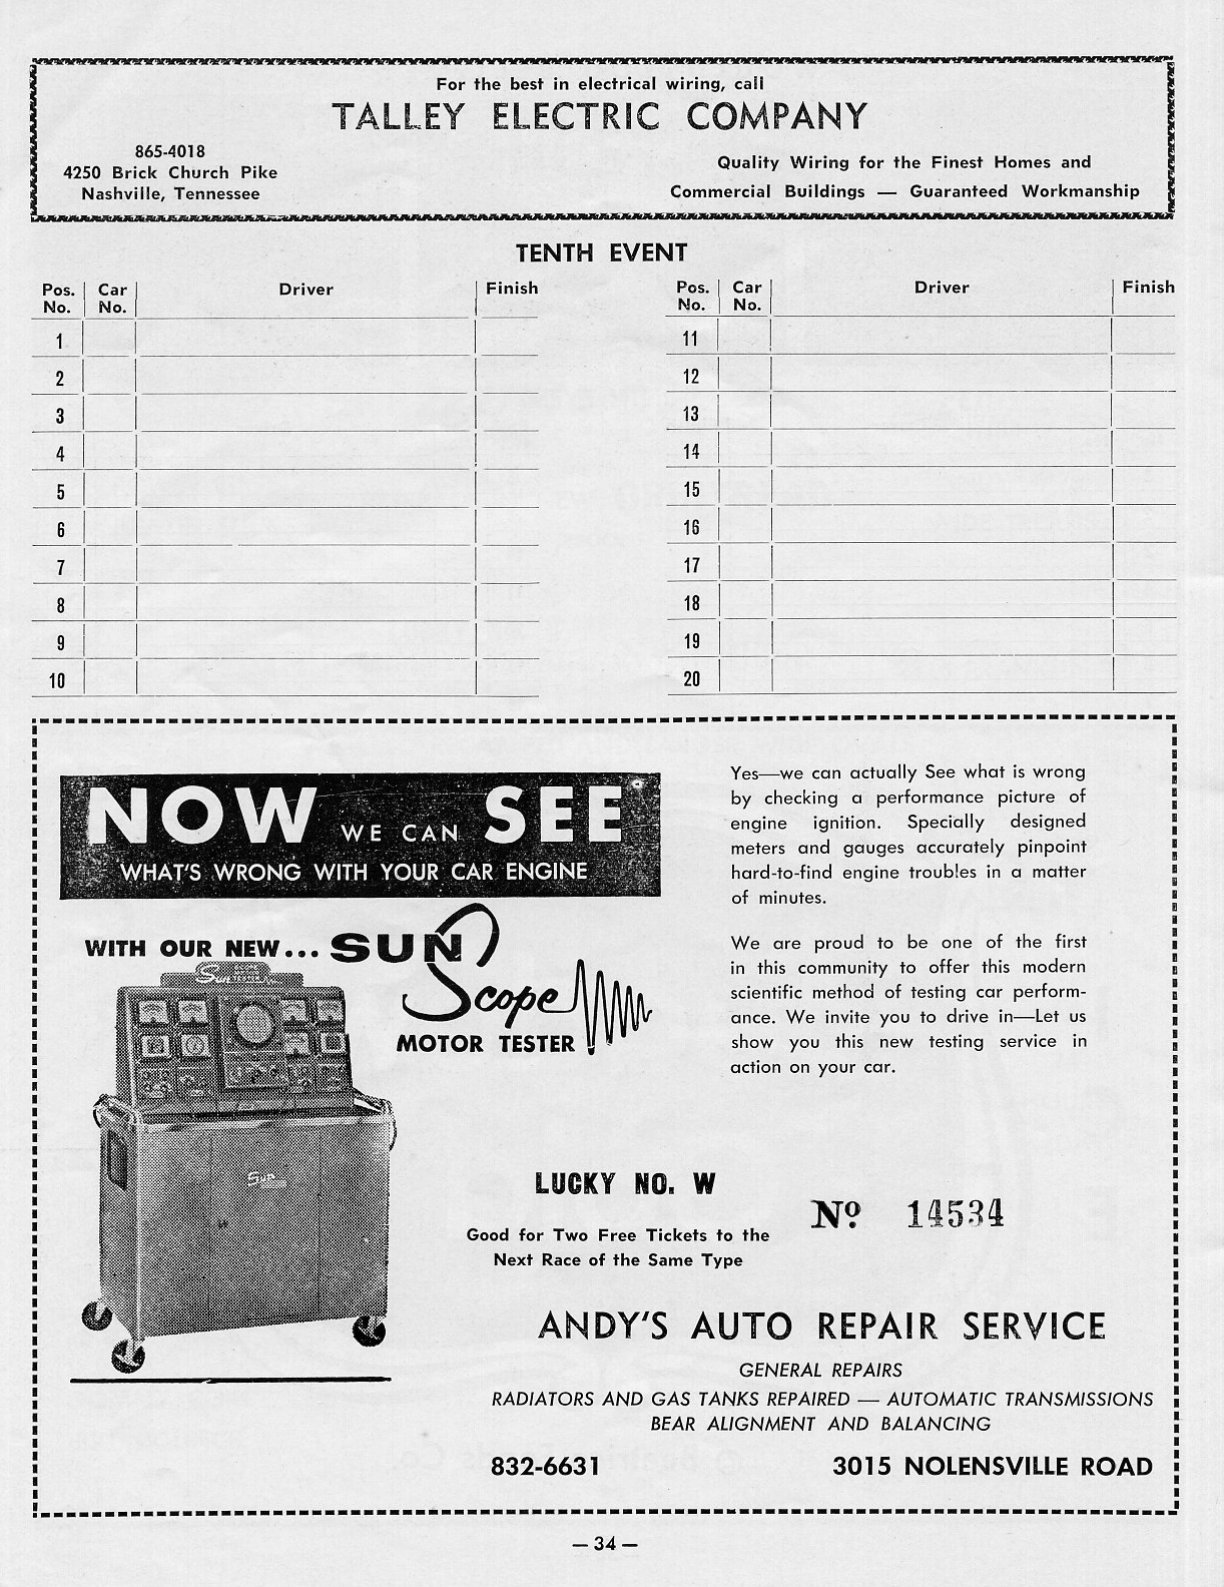 For the best in electrical wiring, call
TALLEY ELECTRIC COMPANY
865-4018
4250 Brick Church Pike
Nashville, Tennessee
Quality Wiring for the Finest Homes and
Commercial Buildings — Guaranteed Workmanship
TENTH EVENT
Pos. No. Car No. Driver Finish
1
2
3
4
5
6
7
8
9
10
Pos. No. Car No. Driver Finish
11
12
13
14
15
16
17
18
19
20
NOW WE CAN SEE
WHAT'S WRONG WITH YOUR CAR ENGINE
WITH OUR NEW... SUN
Scope
MOTOR TESTER
Sun
Sun
Yes—we can actually See what is wrong
by checking a performance picture of
engine ignition. Specially designed
meters and gauges accurately pinpoint
hard-to-find engine troubles in a matter
of minutes.
We are proud to be one of the first
in this community to offer this modern
scientific method of testing car perform-
ance. We invite you to drive in—Let us
show you this new testing service in
action on your car.
LUCKY NO. W
Good for Two Free Tickets to the
Next Race of the Same Type
Nº 14534
ANDY'S AUTO REPAIR SERVICE
GENERAL REPAIRS
RADIATORS AND GAS TANKS REPAIRED — AUTOMATIC TRANSMISSIONS
BEAR ALIGNMENT AND BALANCING
832-6631 3015 NOLENSVILLE ROAD
— 34 —